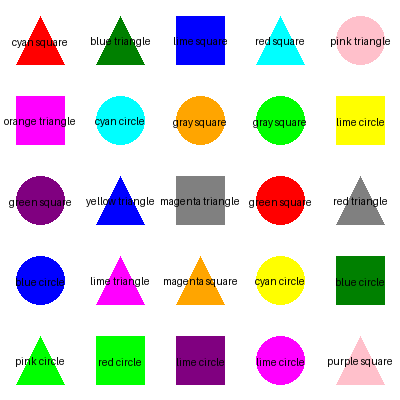 cyan square blue triangle lime square red square pink triangle
orange triangle cyan circle gray square gray square lime circle
green square yellow triangle magenta triangle green square red triangle
blue circle lime triangle magenta square cyan circle blue circle
pink circle red circle lime circle lime circle purple square